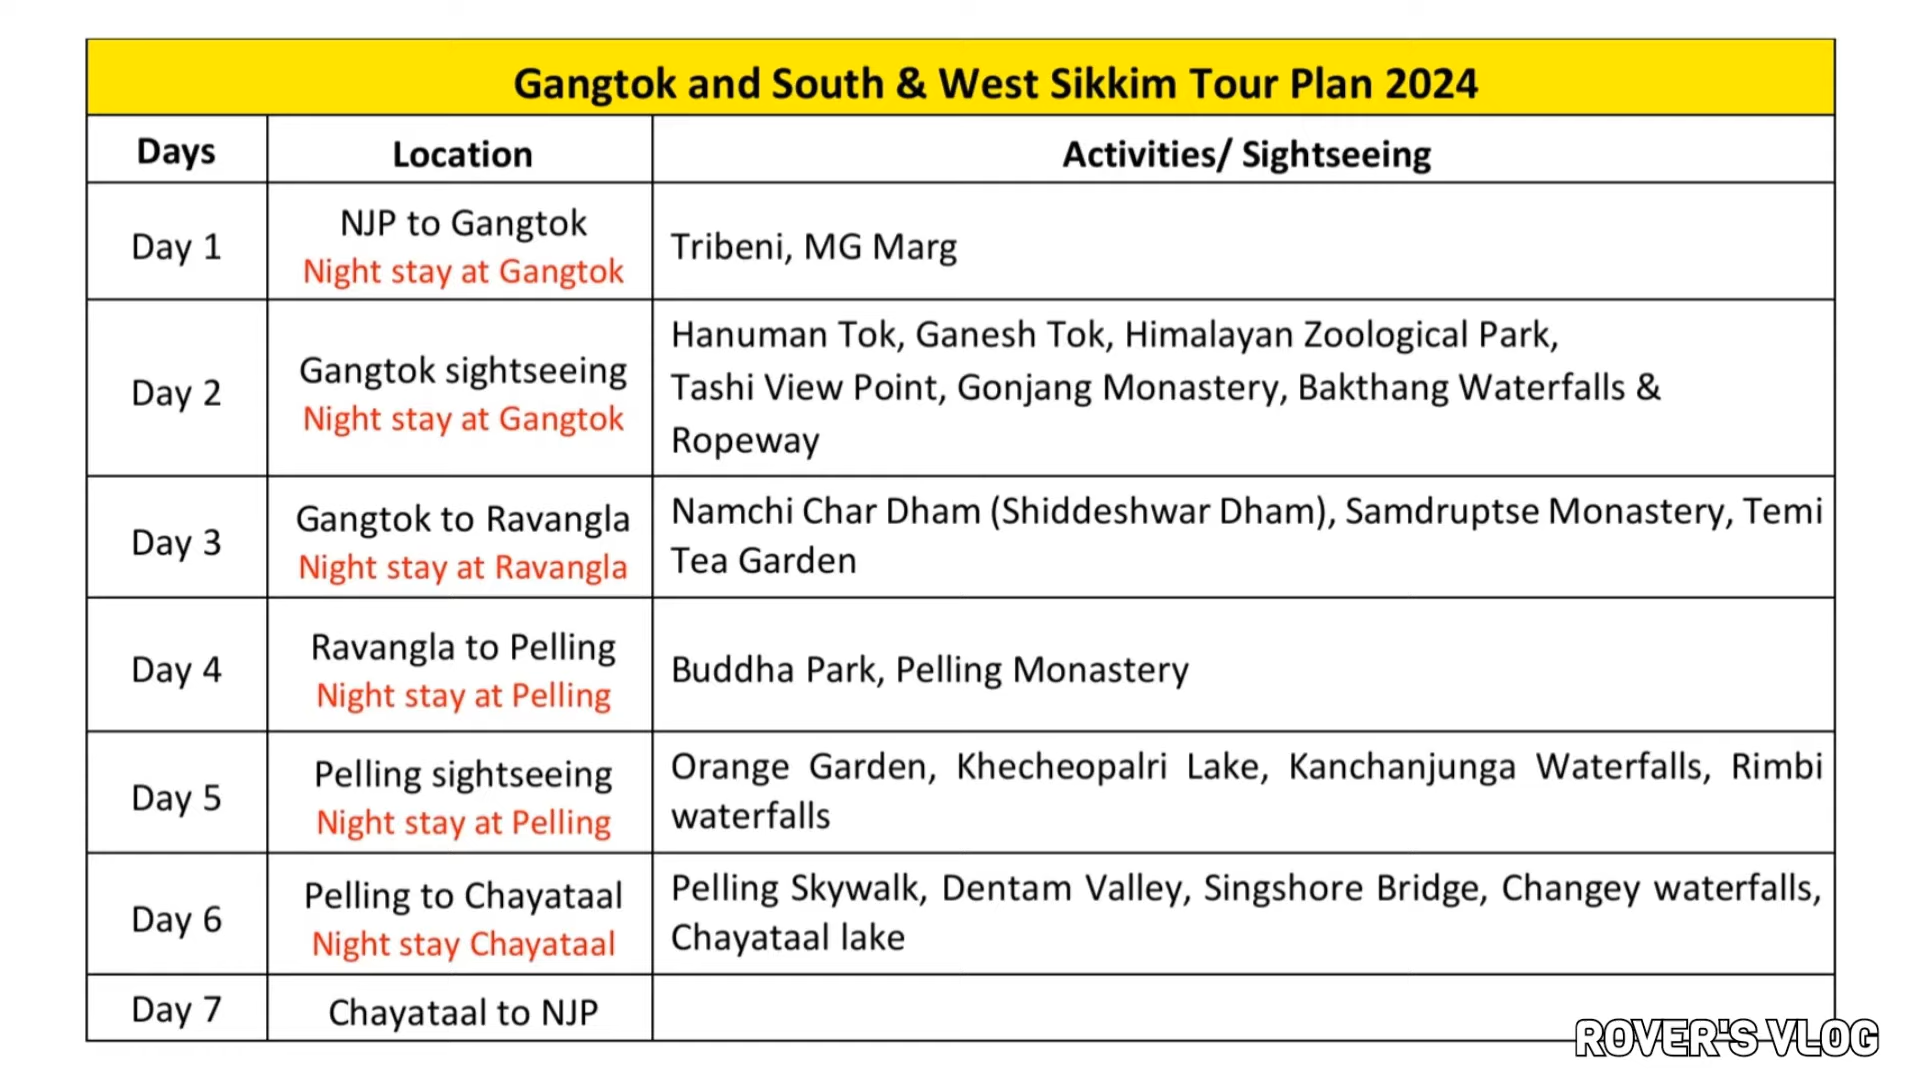 Gangtok and South & West Sikkim Tour Plan 2024
Days
Location
Activities/ Sightseeing
Day 1
NJP to Gangtok
Night stay at Gangtok
Tribeni, MG Marg
Day 2
Gangtok sightseeing
Night stay at Gangtok
Hanuman Tok, Ganesh Tok, Himalayan Zoological Park,
Tashi View Point, Gonjang Monastery, Bakthang Waterfalls &
Ropeway
Day 3
Gangtok to Ravangla
Night stay at Ravangla
Namchi Char Dham (Shiddeshwar Dham), Samdruptse Monastery, Temi
Tea Garden
Day 4
Ravangla to Pelling
Night stay at Pelling
Buddha Park, Pelling Monastery
Day 5
Pelling sightseeing
Night stay at Pelling
Orange Garden, Khecheopalri Lake, Kanchanjunga Waterfalls, Rimbi
waterfalls
Day 6
Pelling to Chayataal
Night stay Chayataal
Pelling Skywalk, Dentam Valley, Singshore Bridge, Changey waterfalls,
Chayataal lake
Day 7
Chayataal to NJP
ROVER'S VLOG